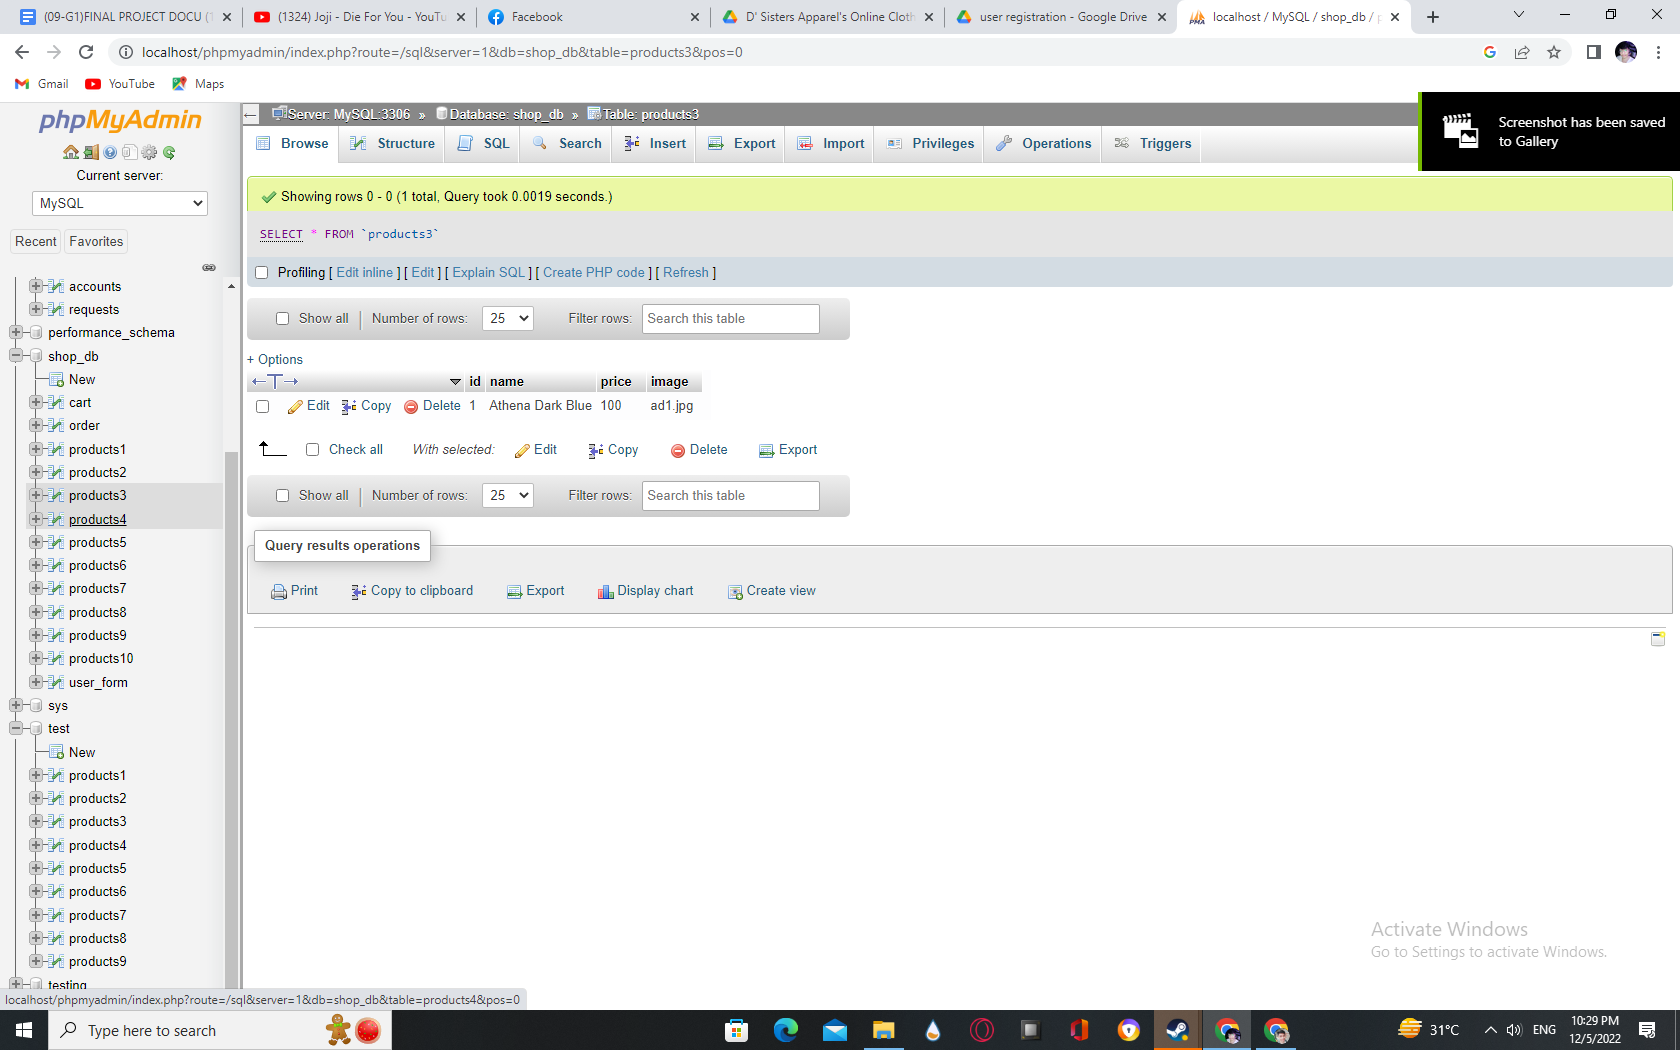 (09-G1)FINAL PROJECT DOCU (1
(1324) Joji - Die For You - YouTu
Facebook
D' Sisters Apparel's Online Cloth
user registration - Google Drive
localhost / MySQL / shop_db / p
localhost/phpmyadmin/index.php?route=/sql&server=1&db=shop_db&table=products3&pos=0
Gmail
YouTube
Maps
phpMyAdmin
Current server:
MySQL
Recent
Favorites
accounts
requests
performance_schema
shop_db
New
cart
order
products1
products2
products3
products4
products5
products6
products7
products8
products9
products10
user_form
sys
test
New
products1
products2
products3
products4
products5
products6
products7
products8
products9
testing
localhost/phpmyadmin/index.php?route=/sql&server=1&db=shop_db&table=products4&pos=0
Server: MySQL:3306 » Database: shop_db » Table: products3
Browse Structure SQL Search Insert Export Import Privileges Operations Triggers
Screenshot has been saved
to Gallery
Showing rows 0 - 0 (1 total, Query took 0.0019 seconds.)
SELECT * FROM `products3`
Profiling [ Edit inline ] [ Edit ] [ Explain SQL ] [ Create PHP code ] [ Refresh ]
Show all Number of rows: 25 Filter rows: Search this table
+ Options
←T→ id name price image
Edit Copy Delete 1 Athena Dark Blue 100 ad1.jpg
Check all With selected: Edit Copy Delete Export
Show all Number of rows: 25 Filter rows: Search this table
Query results operations
Print Copy to clipboard Export Display chart Create view
Activate Windows
Go to Settings to activate Windows.
Type here to search
31°C
ENG
10:29 PM
12/5/2022